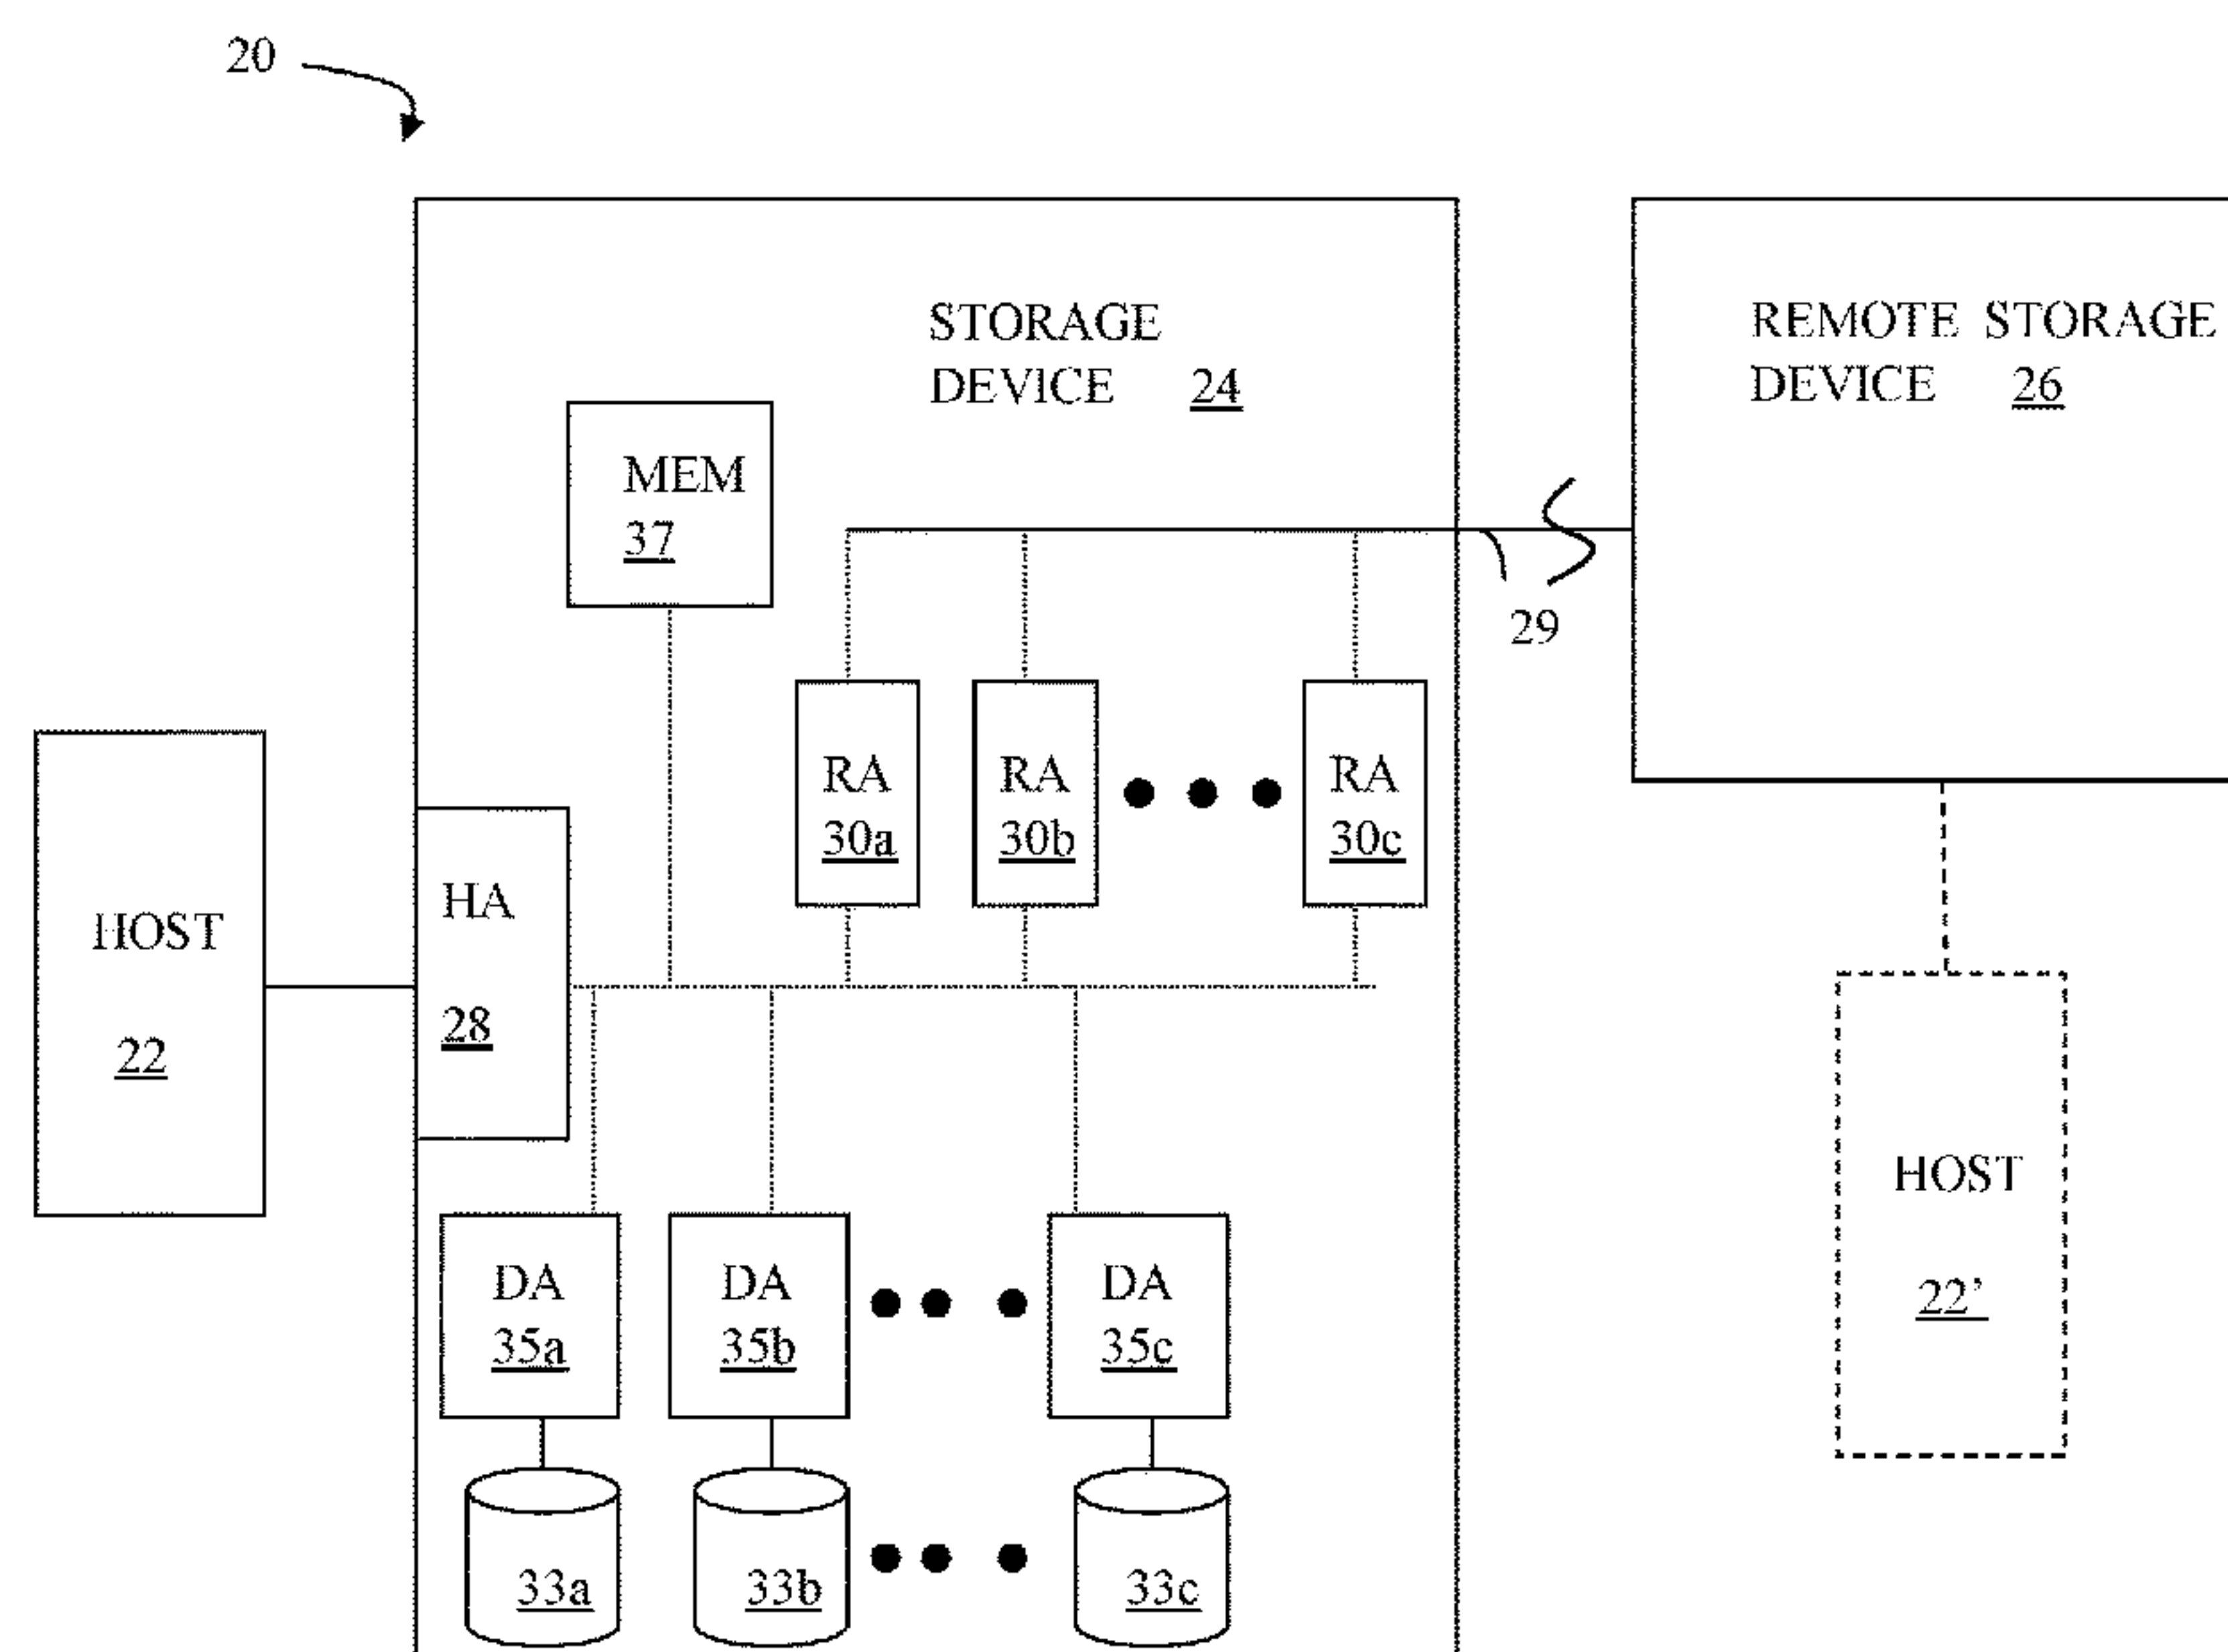 20
STORAGE
DEVICE 24
REMOTE STORAGE
DEVICE 26
MEM
37
29
RA
30a
RA
30b
RA
30c
HOST
22
HA
28
HOST
22’
DA
35a
DA
35b
DA
35c
33a
33b
33c